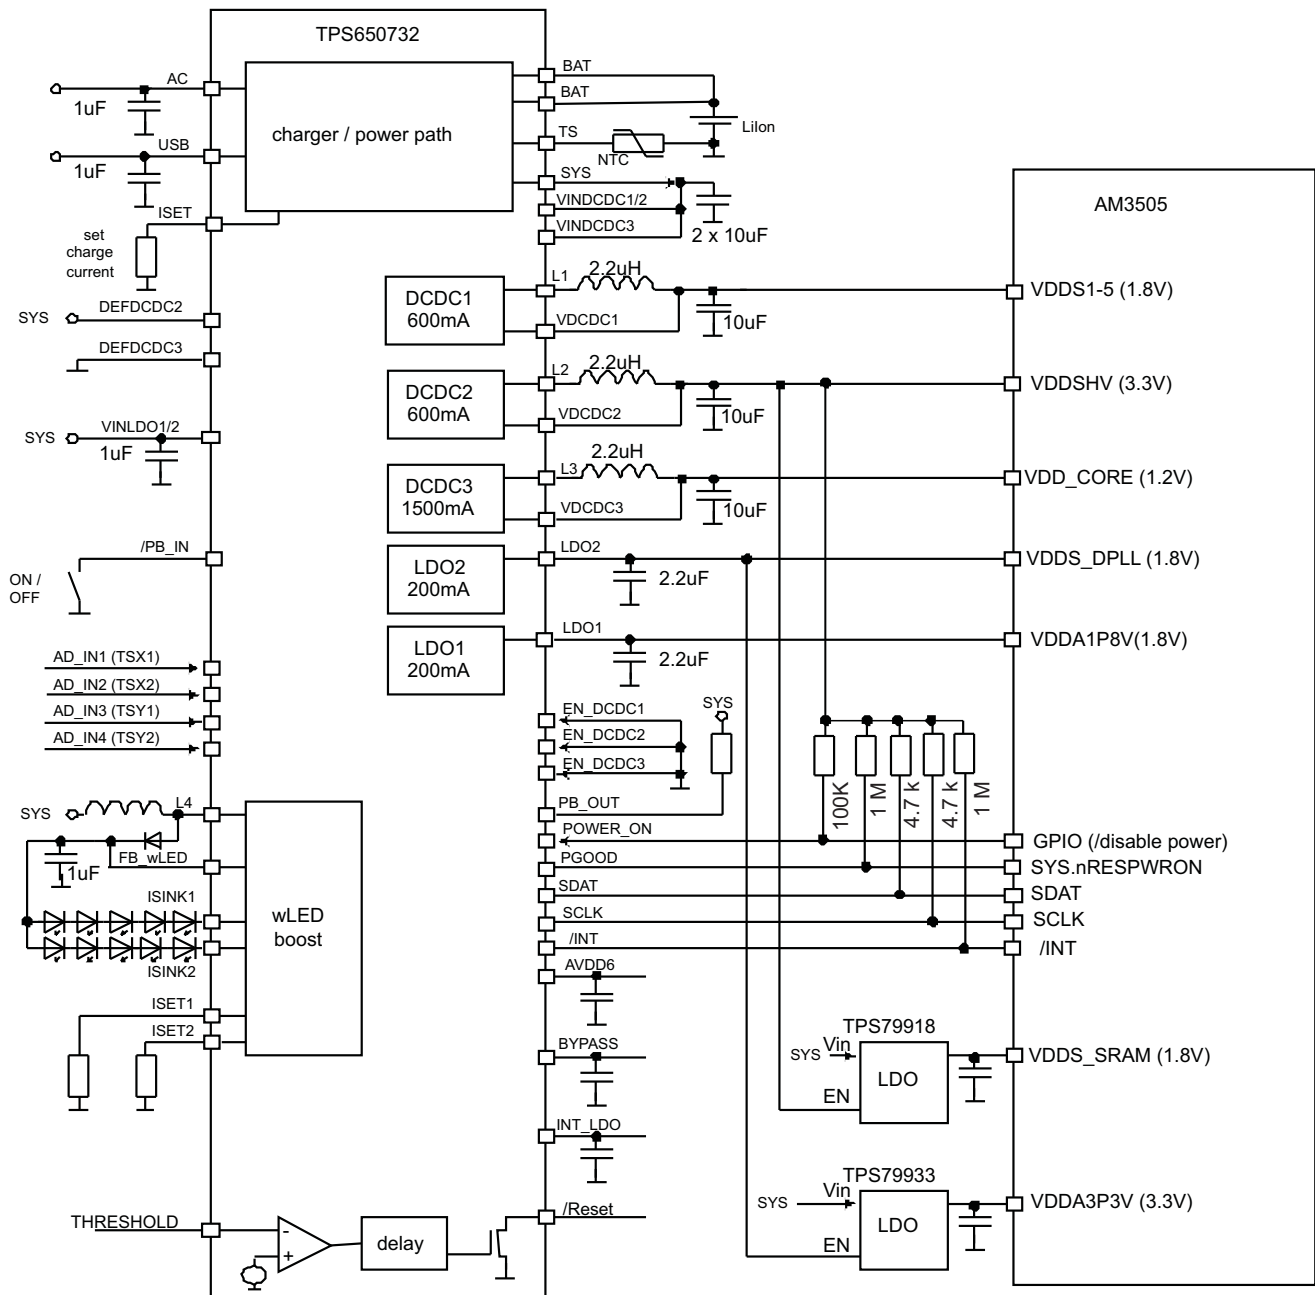 TPS650732
AC
1uF
USB
1uF
charger / power path
ISET
set
charge
current
BAT
BAT
TS
NTC
LiIon
SYS
VINDCDC1/2
VINDCDC3
2 x 10uF
AM3505
SYS
DEFDCDC2
DEFDCDC3
SYS
VINLDO1/2
1uF
/PB_IN
ON /
OFF
AD_IN1 (TSX1)
AD_IN2 (TSX2)
AD_IN3 (TSY1)
AD_IN4 (TSY2)
DCDC1
600mA
L1
2.2uH
VDCDC1
10uF
VDDS1-5 (1.8V)
DCDC2
600mA
L2
2.2uH
VDCDC2
10uF
VDDSHV (3.3V)
DCDC3
1500mA
L3
2.2uH
VDCDC3
10uF
VDD_CORE (1.2V)
LDO2
200mA
LDO2
2.2uF
VDDS_DPLL (1.8V)
LDO1
200mA
LDO1
2.2uF
VDDA1P8V(1.8V)
EN_DCDC1
EN_DCDC2
EN_DCDC3
SYS
PB_OUT
100K
1 M
4.7 k
4.7 k
1 M
POWER_ON
GPIO (/disable power)
PGOOD
SYS.nRESPWRON
SDAT
SDAT
SCLK
SCLK
/INT
/INT
SYS
L4
FB_wLED
1uF
ISINK1
ISINK2
wLED
boost
ISET1
ISET2
AVDD6
BYPASS
INT_LDO
TPS79918
SYS
Vin
LDO
EN
VDDS_SRAM (1.8V)
TPS79933
SYS
Vin
LDO
EN
VDDA3P3V (3.3V)
THRESHOLD
-
+
delay
/Reset